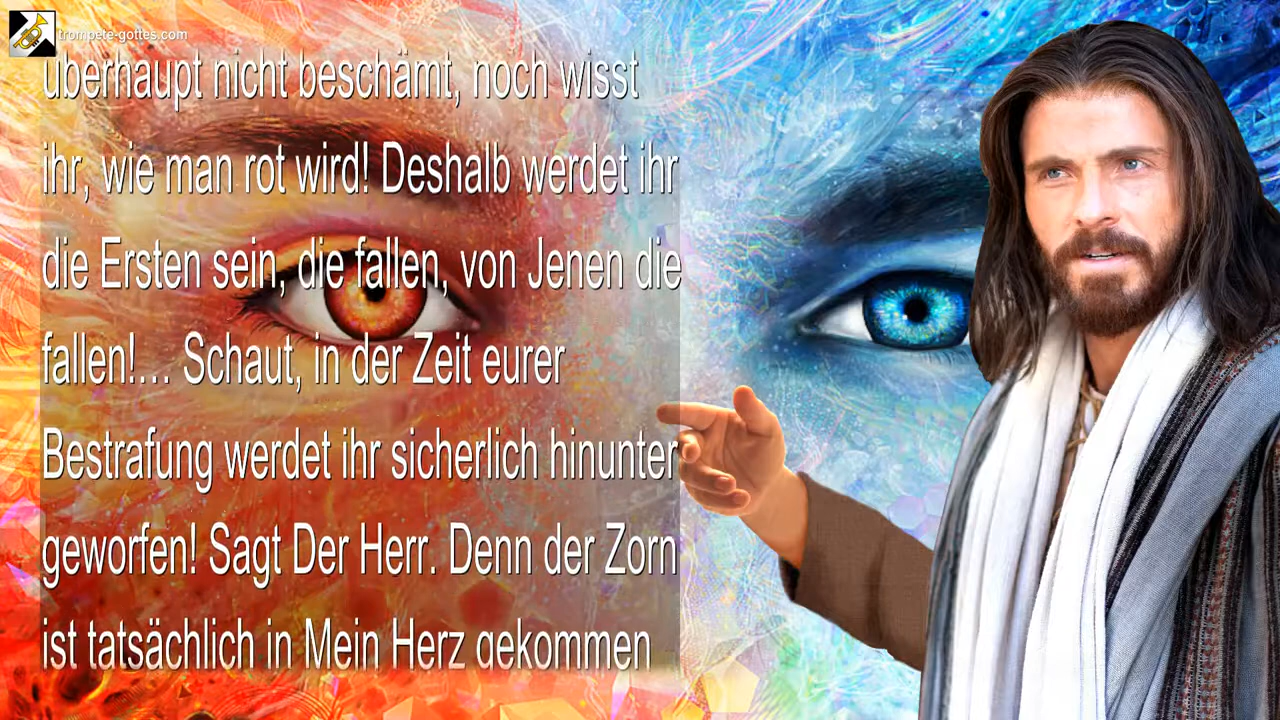 trompete-gottes.com
überhaupt nicht beschämt, noch wisst
ihr, wie man rot wird! Deshalb werdet ihr
die Ersten sein, die fallen, von Jenen die
fallen!… Schaut, in der Zeit eurer
Bestrafung werdet ihr sicherlich hinunter
geworfen! Sagt Der Herr. Denn der Zorn
ist tatsächlich in Mein Herz gekommen